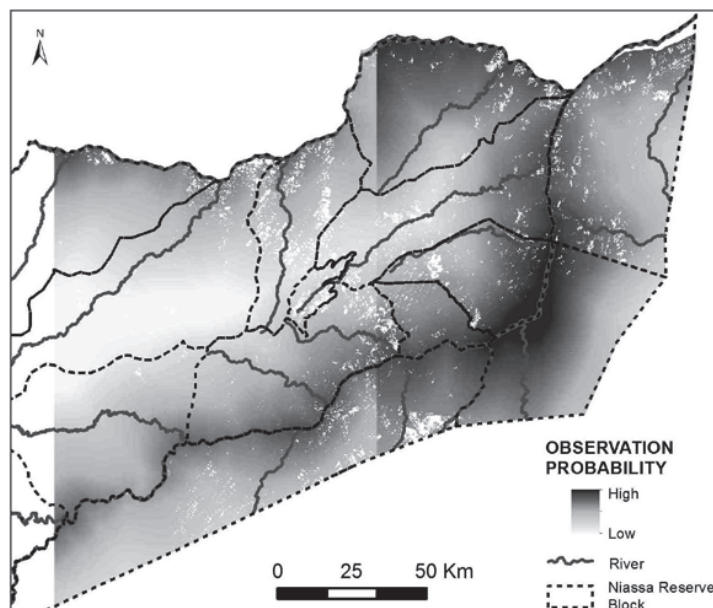 N
OBSERVATION
PROBABILITY
High
Low
River
Niassa Reserve
Block
0 25 50 Km